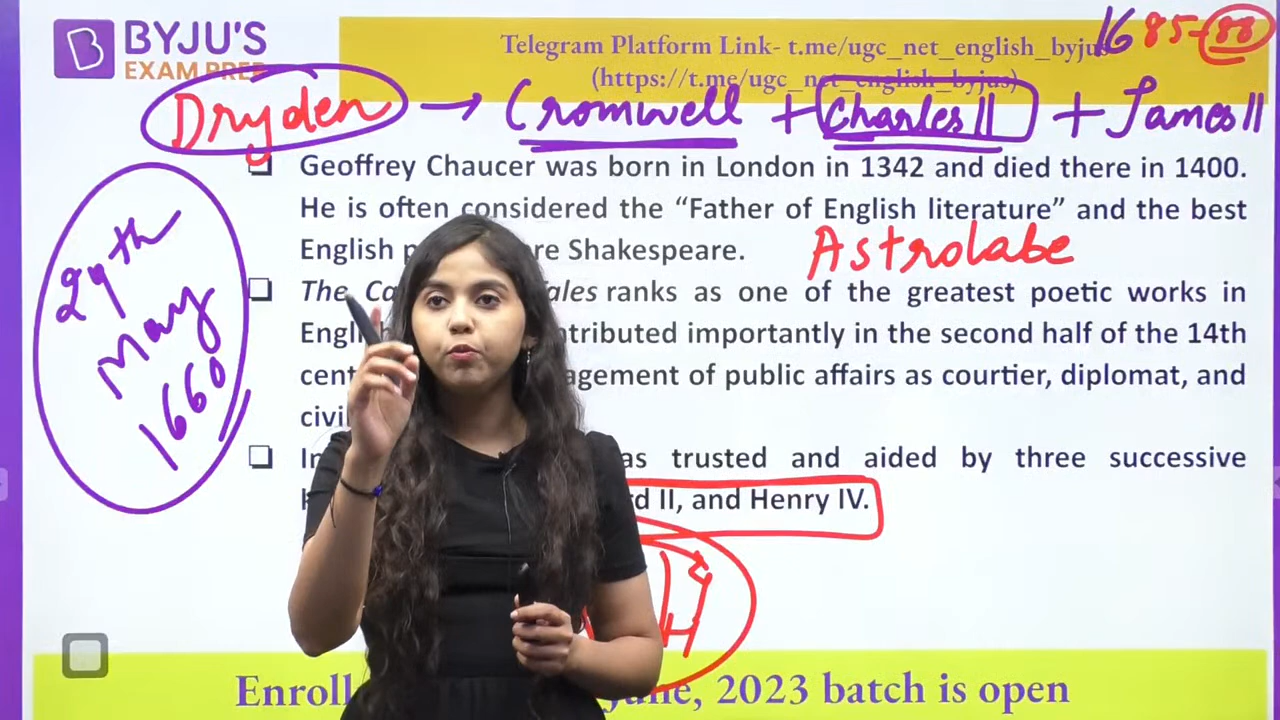 BYJU'S
EXAM PREP
Telegram Platform Link- t.me/ugc_net_english_byjus
(https://t.me/ugc_net_english_byjus)
1685-88
Dryden → Cromwell + Charles II + James II
Geoffrey Chaucer was born in London in 1342 and died there in 1400.
He is often considered the “Father of English literature” and the best
English re Shakespeare.
Astrolabe
The Ca ales ranks as one of the greatest poetic works in
Engli ntributed importantly in the second half of the 14th
cent agement of public affairs as courtier, diplomat, and
civi
In as trusted and aided by three successive
rd II, and Henry IV.
29th
May
1660
Enroll June, 2023 batch is open